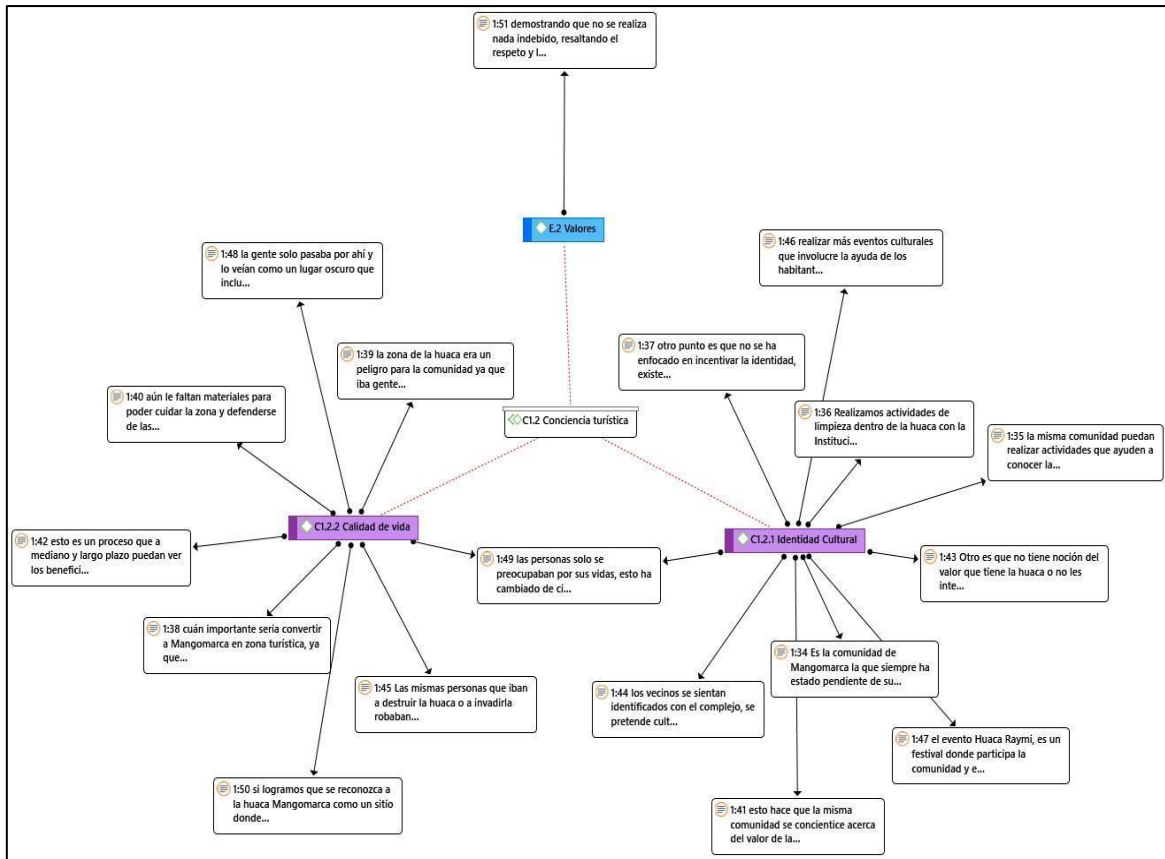 1:51 demostrando que no se realiza
nada indebido, resaltando el
respeto y l...
E.2 Valores
1:48 la gente solo pasaba por ahí y
lo veían como un lugar oscuro que
inclu...
1:46 realizar más eventos culturales
que involucre la ayuda de los
habitant...
1:39 la zona de la huaca era un
peligro para la comunidad ya que
iba gente...
1:37 otro punto es que no se ha
enfocado en incentivar la identidad,
existe...
1:40 aún le faltan materiales para
poder cuidar la zona y defenderse
de las...
C1.2 Conciencia turística
1:36 Realizamos actividades de
limpieza dentro de la huaca con la
Instituci...
1:35 la misma comunidad puedan
realizar actividades que ayuden a
conocer la...
C1.2.2 Calidad de vida
C1.2.1 Identidad Cultural
1:42 esto es un proceso que a
mediano y largo plazo puedan ver
los benefici...
1:49 las personas solo se
preocupaban por sus vidas, esto ha
cambiado de ci...
1:43 Otro es que no tiene noción del
valor que tiene la huaca o no les
inte...
1:38 cuán importante seria convertir
a Mangomarca en zona turística, ya
que...
1:34 Es la comunidad de
Mangomarca la que siempre ha
estado pendiente de su...
1:45 Las mismas personas que iban
a destruir la huaca o a invadirla
robaban...
1:44 los vecinos se sientan
identificados con el complejo, se
pretende cult...
1:47 el evento Huaca Raymi, es un
festival donde participa la
comunidad y e...
1:50 si logramos que se reconozca a
la huaca Mangomarca como un sitio
donde...
1:41 esto hace que la misma
comunidad se concientice acerca
del valor de la...